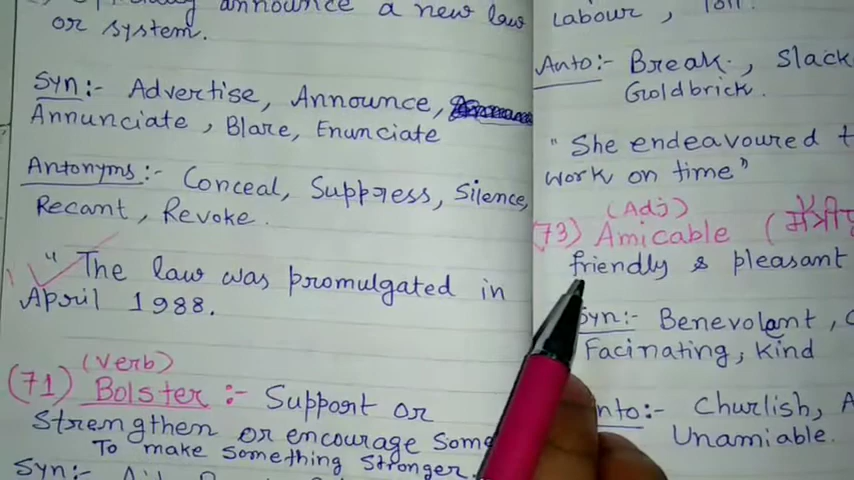 announce a new law
or system.
Syn:- Advertise, Announce,
Annunciate, Blare, Enunciate
Antonyms:- Conceal, Suppress, Silence,
Recant, Revoke.
" The law was promulgated in
April 1988.
(Verb)
(71) Bolster :- Support or
Strengthen or encourage some
To make something stronger.
Syn:-
Labour, Toil
Anto:- Break, Slack
Goldbrick.
" She endeavoured t
work on time"
(Adj)
(73) Amicable (मैत्री
friendly & pleasant
Syn:- Benevolant,
Facinating, Kind
Anto:- Churlish, A
Unamiable.